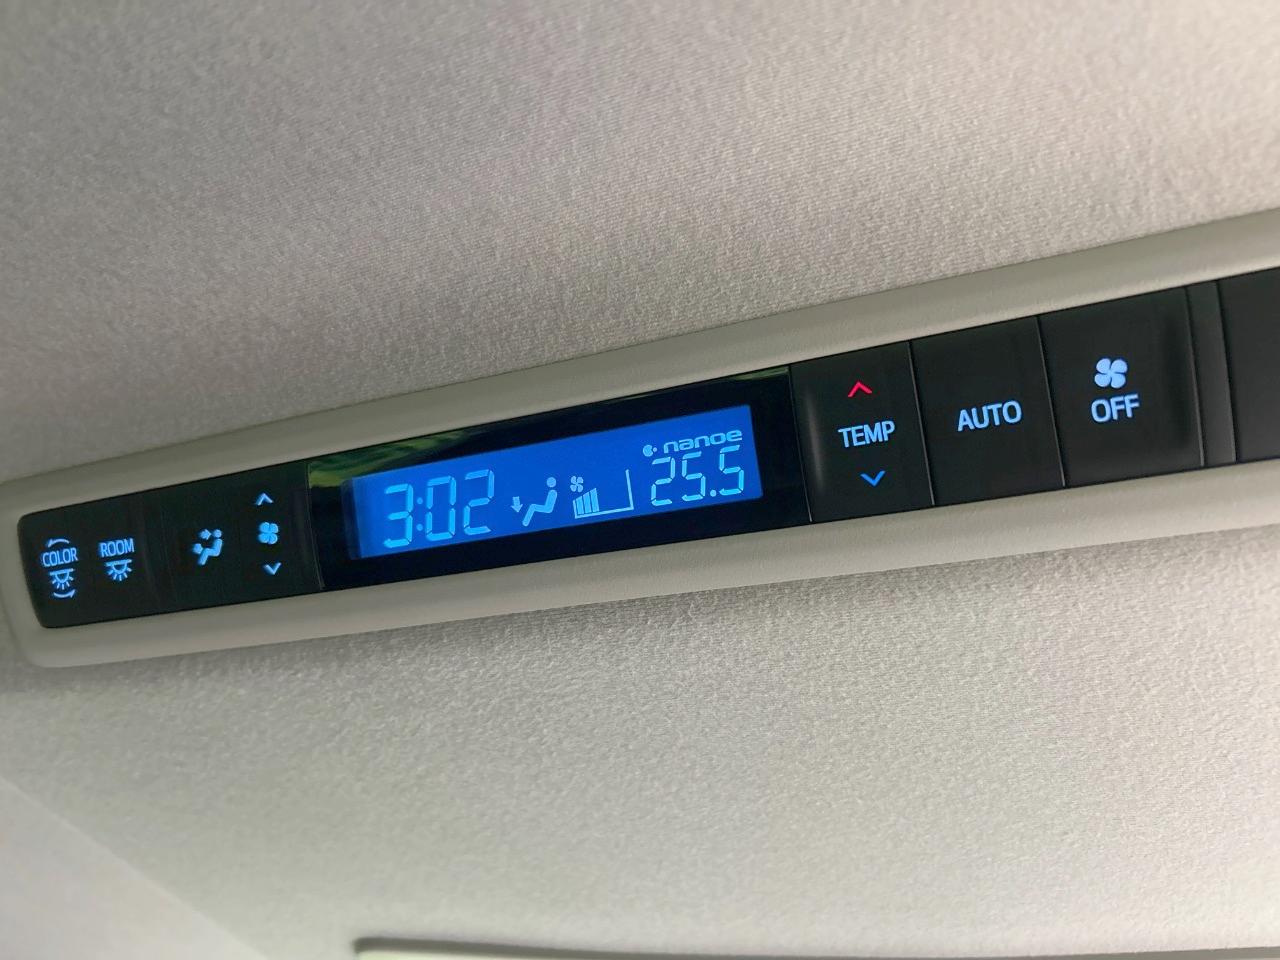 COLOR
ROOM
3:02
nanoe
25.5
TEMP
AUTO
OFF